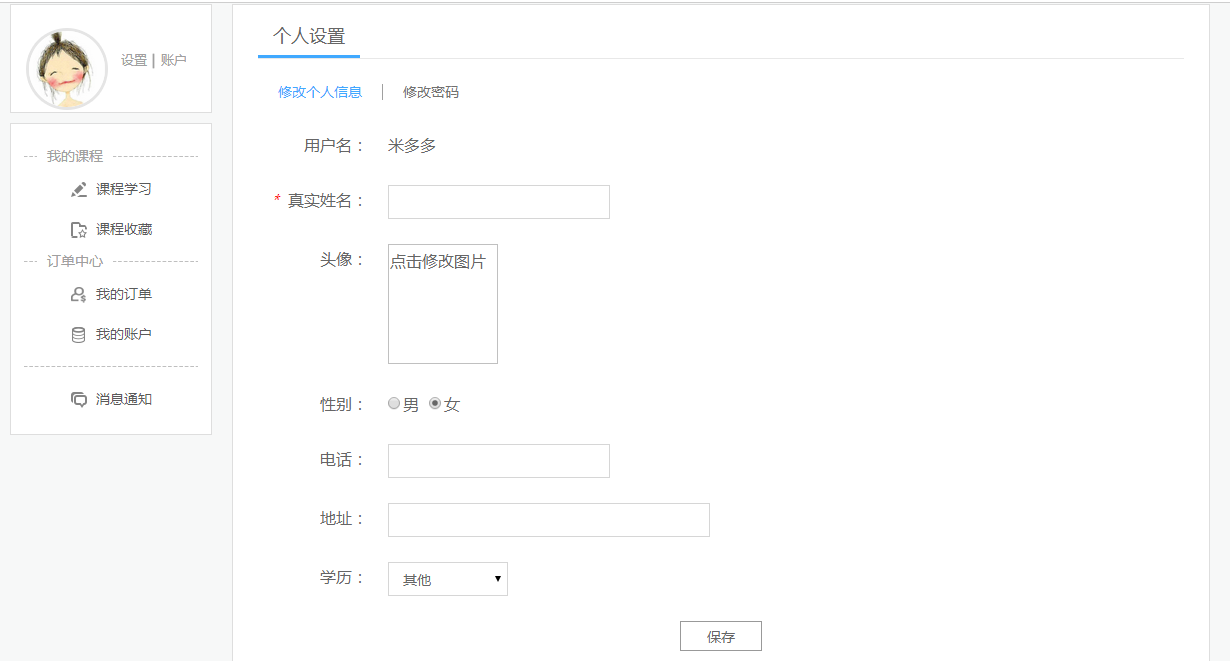 设置 | 账户
我的课程
课程学习
课程收藏
订单中心
我的订单
我的账户
消息通知
个人设置
修改个人信息 | 修改密码
用户名： 米多多
* 真实姓名：
头像： 点击修改图片
性别： 男 女
电话：
地址：
学历： 其他
保存